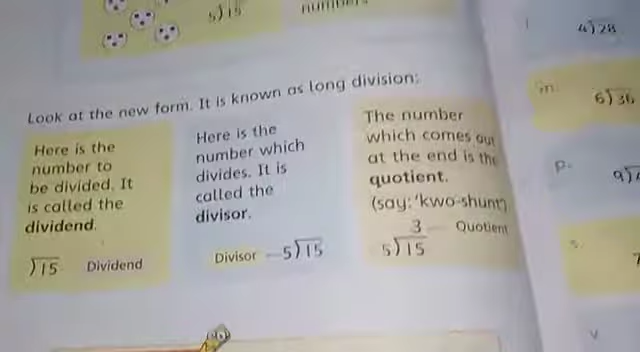 5)15
4)28
Look at the new form. It is known as long division:
m.
6)36
Here is the
number to
be divided. It
is called the
dividend.
)15 Dividend
Here is the
number which
divides. It is
called the
divisor.
Divisor 5)15
The number
which comes out
at the end is the
quotient.
(say:'kwo-shunt)
3 Quotient
5)15
p.
s.
v